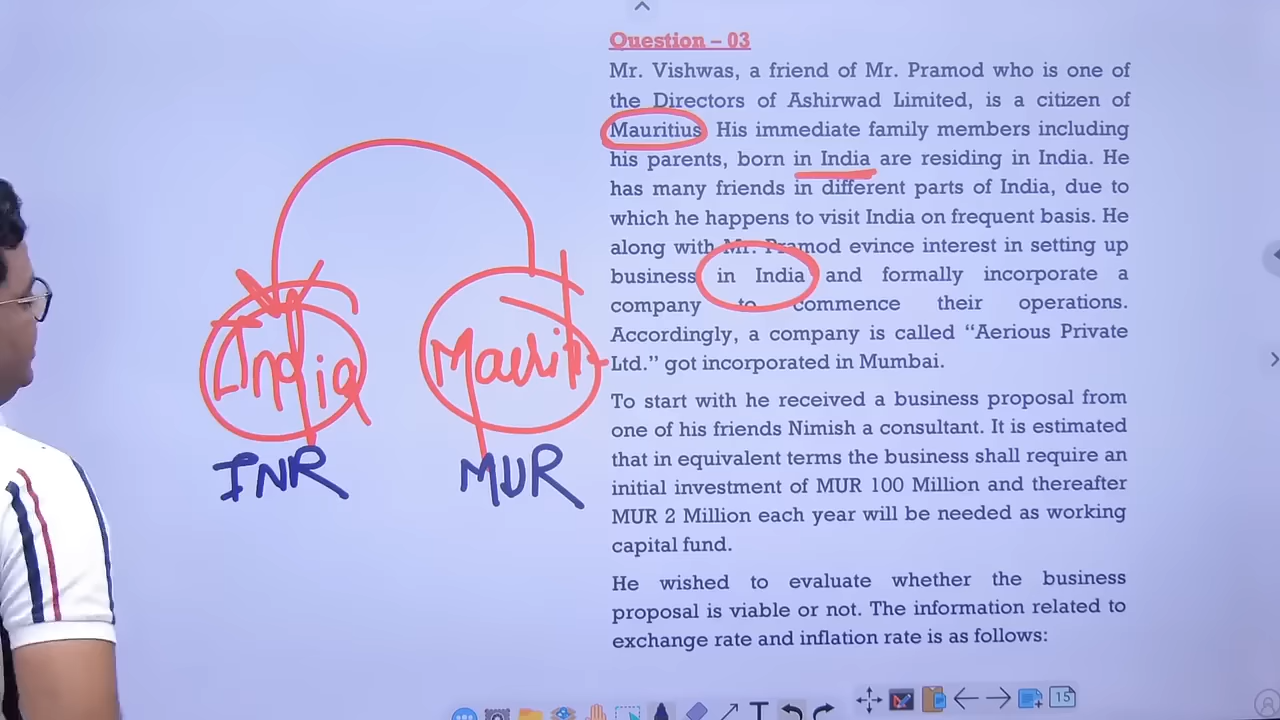 Question – 03
Mr. Vishwas, a friend of Mr. Pramod who is one of
the Directors of Ashirwad Limited, is a citizen of
Mauritius. His immediate family members including
his parents, born in India are residing in India. He
has many friends in different parts of India, due to
which he happens to visit India on frequent basis. He
along with Mr. Pramod evince interest in setting up
business in India and formally incorporate a
company to commence their operations.
Accordingly, a company is called “Aerious Private
Ltd.” got incorporated in Mumbai.
To start with he received a business proposal from
one of his friends Nimish a consultant. It is estimated
that in equivalent terms the business shall require an
initial investment of MUR 100 Million and thereafter
MUR 2 Million each year will be needed as working
capital fund.
He wished to evaluate whether the business
proposal is viable or not. The information related to
exchange rate and inflation rate is as follows:
India
INR
MUR
T
15